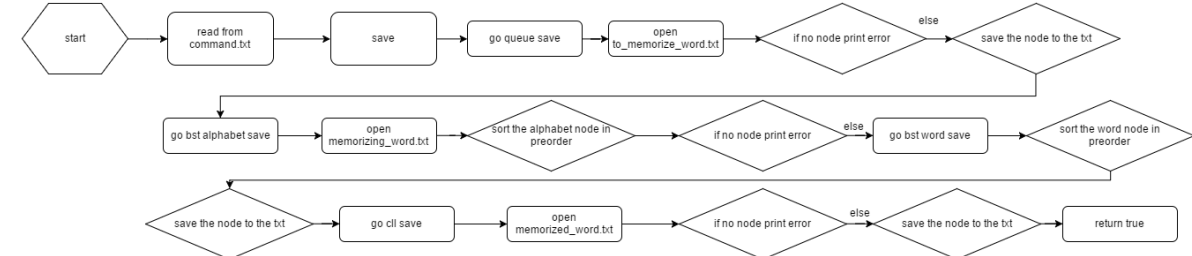 start
read from
command.txt
save
go queue save
open
to_memorize_word.txt
if no node print error
else
save the node to the txt
go bst alphabet save
open
memorizing_word.txt
sort the alphabet node in
preorder
if no node print error
else
go bst word save
sort the word node in
preorder
save the node to the txt
go cll save
open
memorized_word.txt
if no node print error
else
save the node to the txt
return true